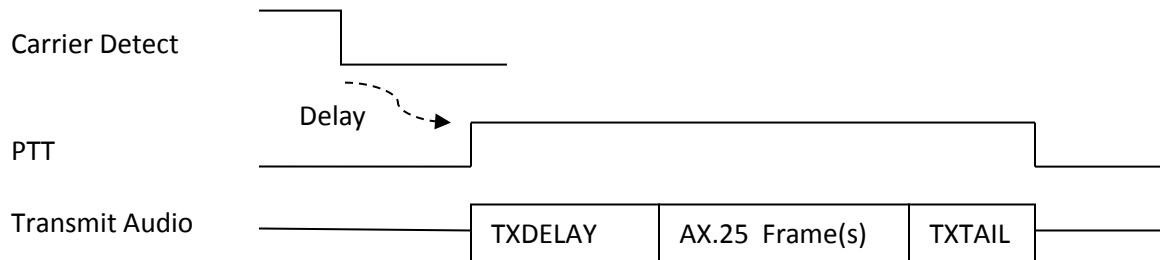 Carrier Detect
Delay
PTT
Transmit Audio
TXDELAY
AX.25 Frame(s)
TXTAIL